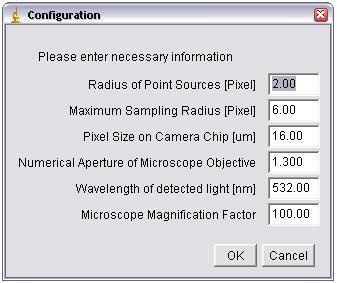 Configuration
Please enter necessary information
Radius of Point Sources [Pixel] 2.00
Maximum Sampling Radius [Pixel] 6.00
Pixel Size on Camera Chip [um] 16.00
Numerical Aperture of Microscope Objective 1.300
Wavelength of detected light [nm] 532.00
Microscope Magnification Factor 100.00
OK Cancel